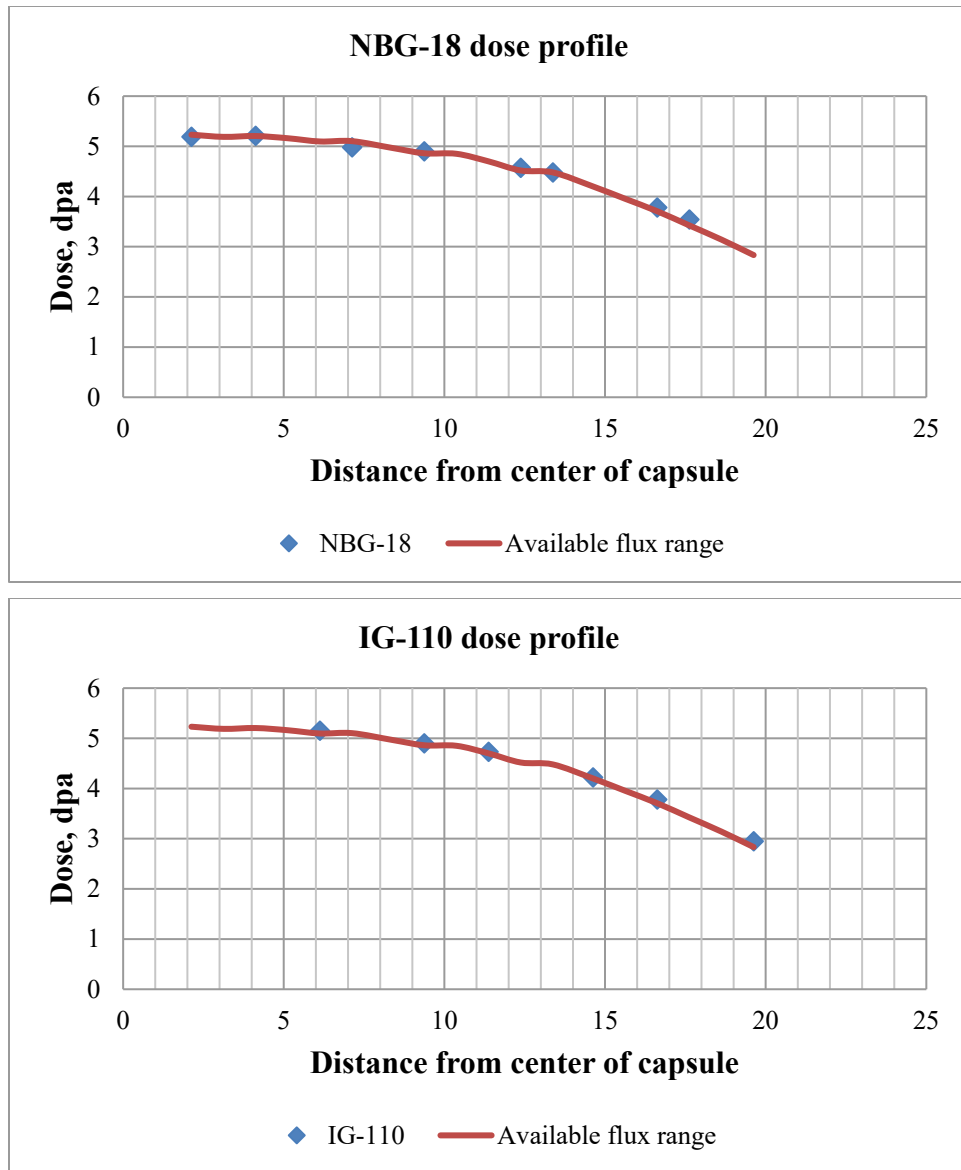 NBG-18 dose profile
6
5
4
3
2
1
0
Dose, dpa
0 5 10 15 20 25
Distance from center of capsule
NBG-18 Available flux range
IG-110 dose profile
6
5
4
3
2
1
0
Dose, dpa
0 5 10 15 20 25
Distance from center of capsule
IG-110 Available flux range